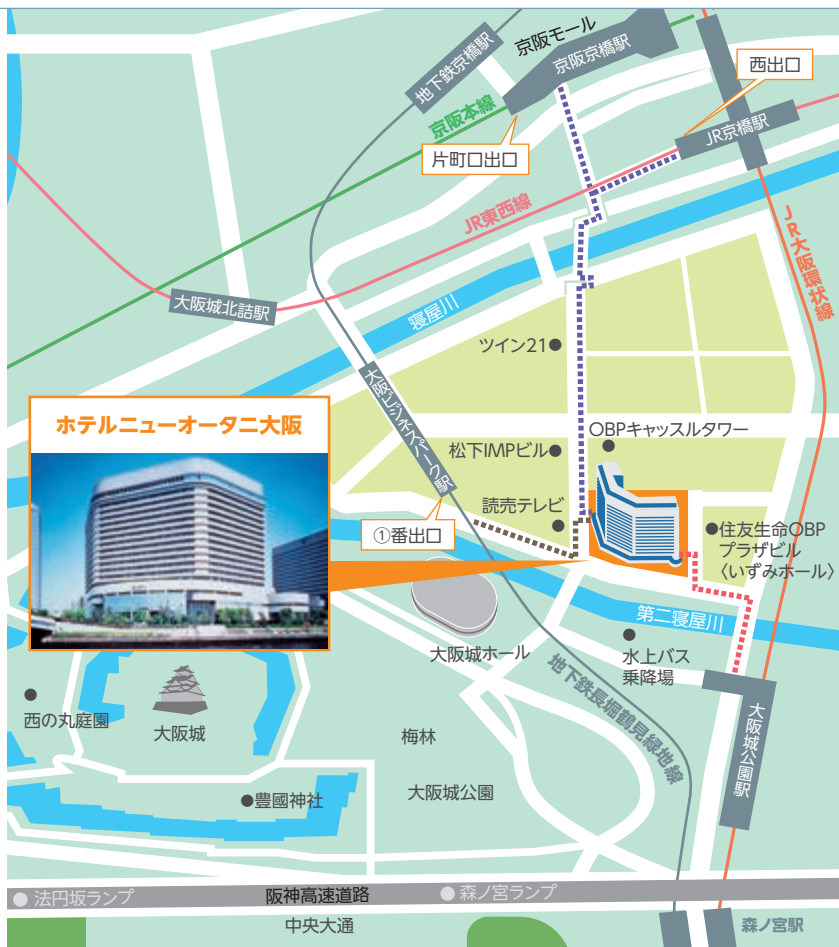 京阪モール
地下鉄京橋駅
京阪京橋駅
西出口
京阪本線
JR京橋駅
片町口出口
JR東西線
JR大阪環状線
大阪城北詰駅
寝屋川
ツイン21
大阪ビジネスパーク駅
ホテルニューオータニ大阪
OBPキャッスルタワー
松下IMPビル
読売テレビ
①番出口
住友生命OBP
プラザビル
〈いずみホール〉
第二寝屋川
大阪城ホール
水上バス
乗降場
地下鉄長堀鶴見緑地線
西の丸庭園
大阪城
梅林
大阪城公園駅
豊國神社
大阪城公園
法円坂ランプ
阪神高速道路
森ノ宮ランプ
中央大通
森ノ宮駅